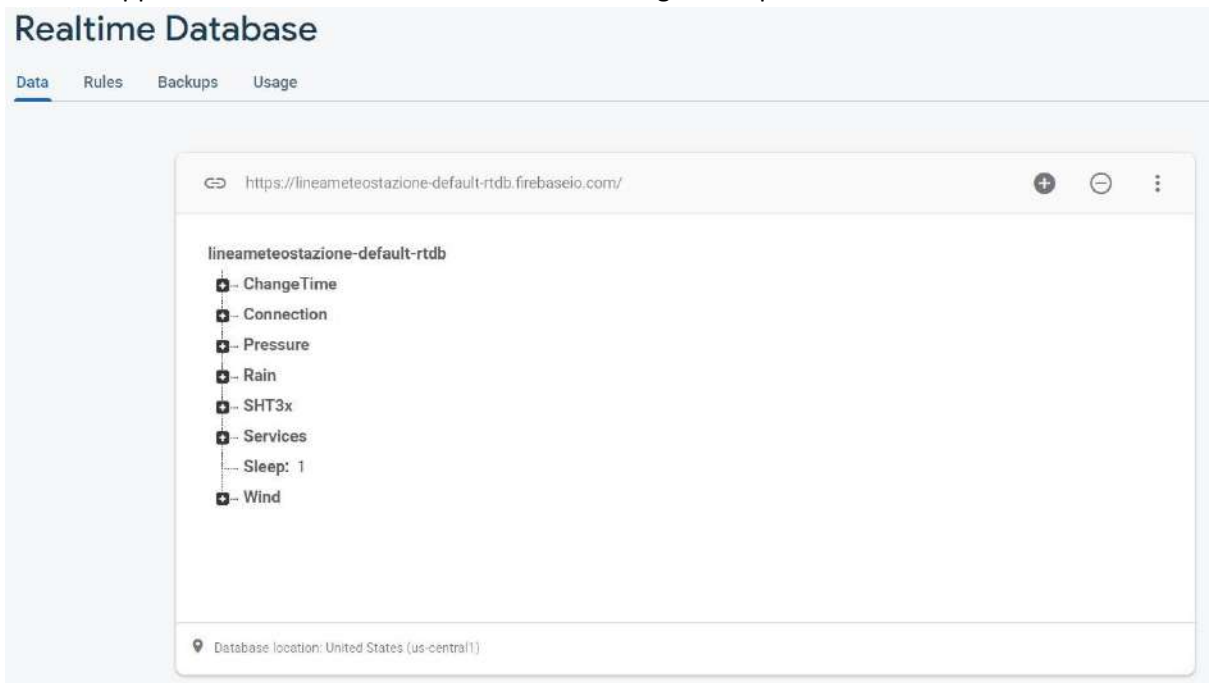 Realtime Database
Data Rules Backups Usage
https://lineameteostazione-default-rtdb.firebaseio.com/
lineameteostazione-default-rtdb
ChangeTime
Connection
Pressure
Rain
SHT3x
Services
Sleep: 1
Wind
Database location: United States (us-central1)